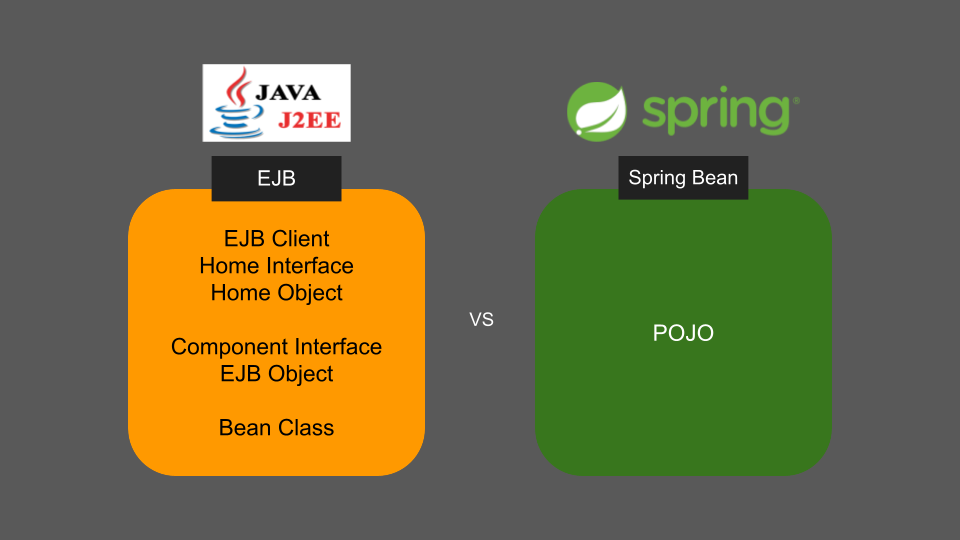 JAVA
J2EE
spring®
EJB
Spring Bean
EJB Client
Home Interface
Home Object
Component Interface
EJB Object
Bean Class
VS
POJO